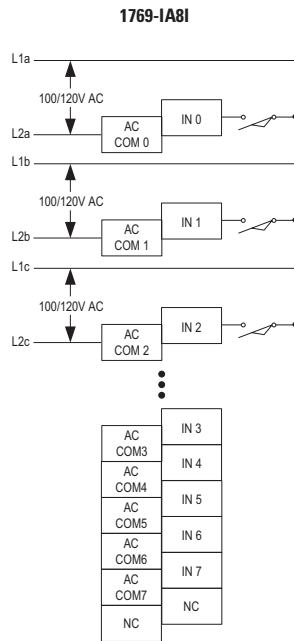 1769-IA8I
L1a
100/120V AC
L2a
AC
COM 0
IN 0
L1b
100/120V AC
L2b
AC
COM 1
IN 1
L1c
100/120V AC
L2c
AC
COM 2
IN 2
IN 3
AC
COM3
IN 4
AC
COM4
IN 5
AC
COM5
IN 6
AC
COM6
IN 7
AC
COM7
NC
NC